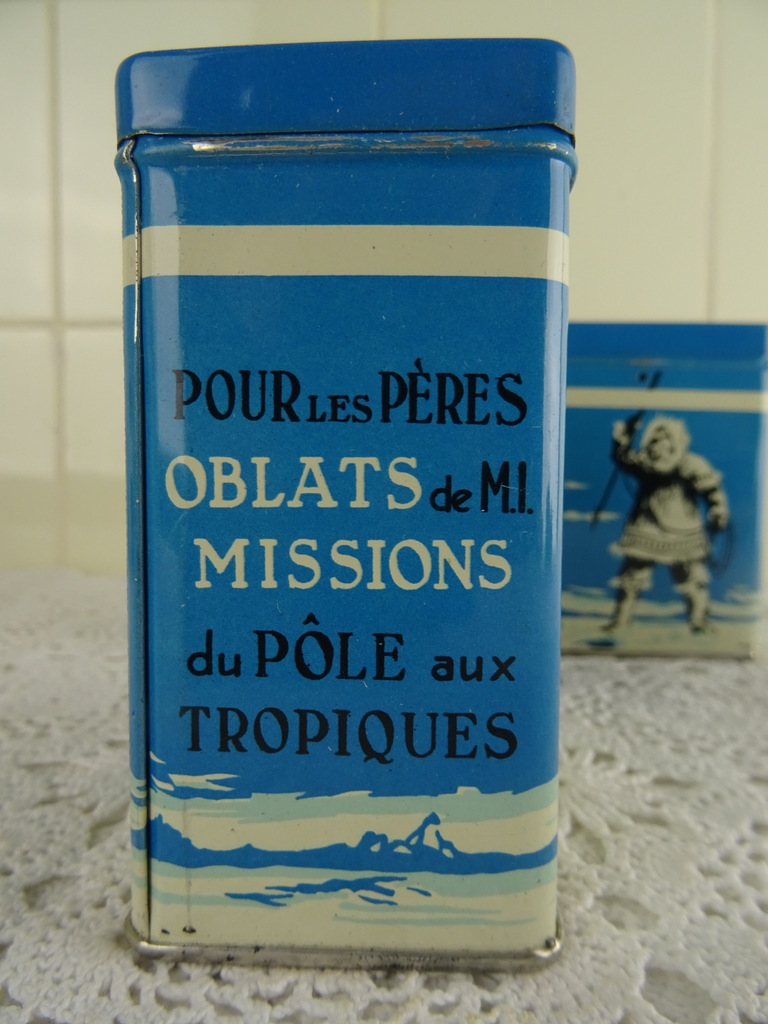 POUR LES PÈRES
OBLATS de M.I.
MISSIONS
du PÔLE aux
TROPIQUES